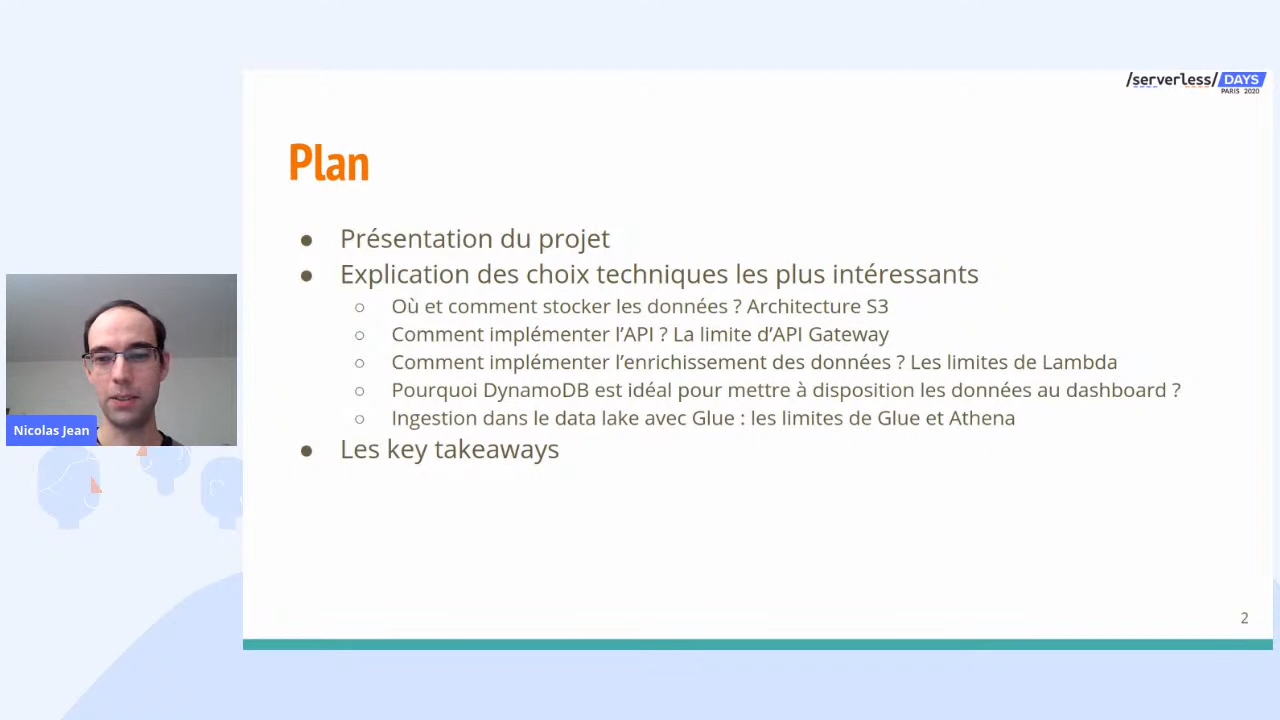 /serverless/ DAYS
PARIS 2020
Plan
● Présentation du projet
● Explication des choix techniques les plus intéressants
○ Où et comment stocker les données ? Architecture S3
○ Comment implémenter l’API ? La limite d’API Gateway
○ Comment implémenter l’enrichissement des données ? Les limites de Lambda
○ Pourquoi DynamoDB est idéal pour mettre à disposition les données au dashboard ?
○ Ingestion dans le data lake avec Glue : les limites de Glue et Athena
● Les key takeaways
Nicolas Jean
2